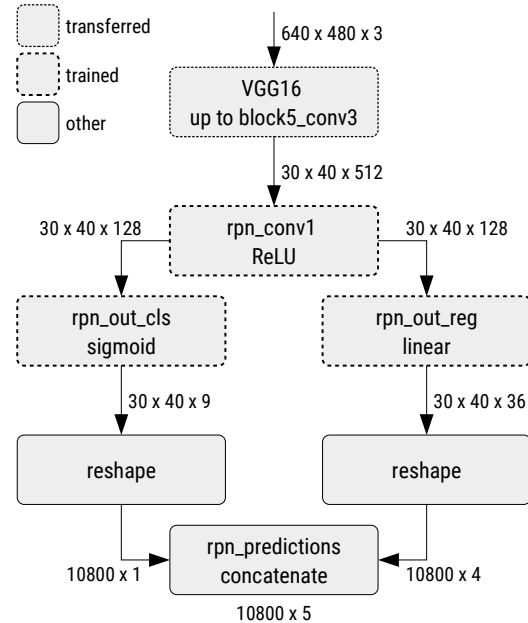 transferred
trained
other
640 x 480 x 3
VGG16
up to block5_conv3
30 x 40 x 512
rpn_conv1
ReLU
30 x 40 x 128
30 x 40 x 128
rpn_out_cls
sigmoid
rpn_out_reg
linear
30 x 40 x 9
30 x 40 x 36
reshape
reshape
rpn_predictions
concatenate
10800 x 1
10800 x 4
10800 x 5